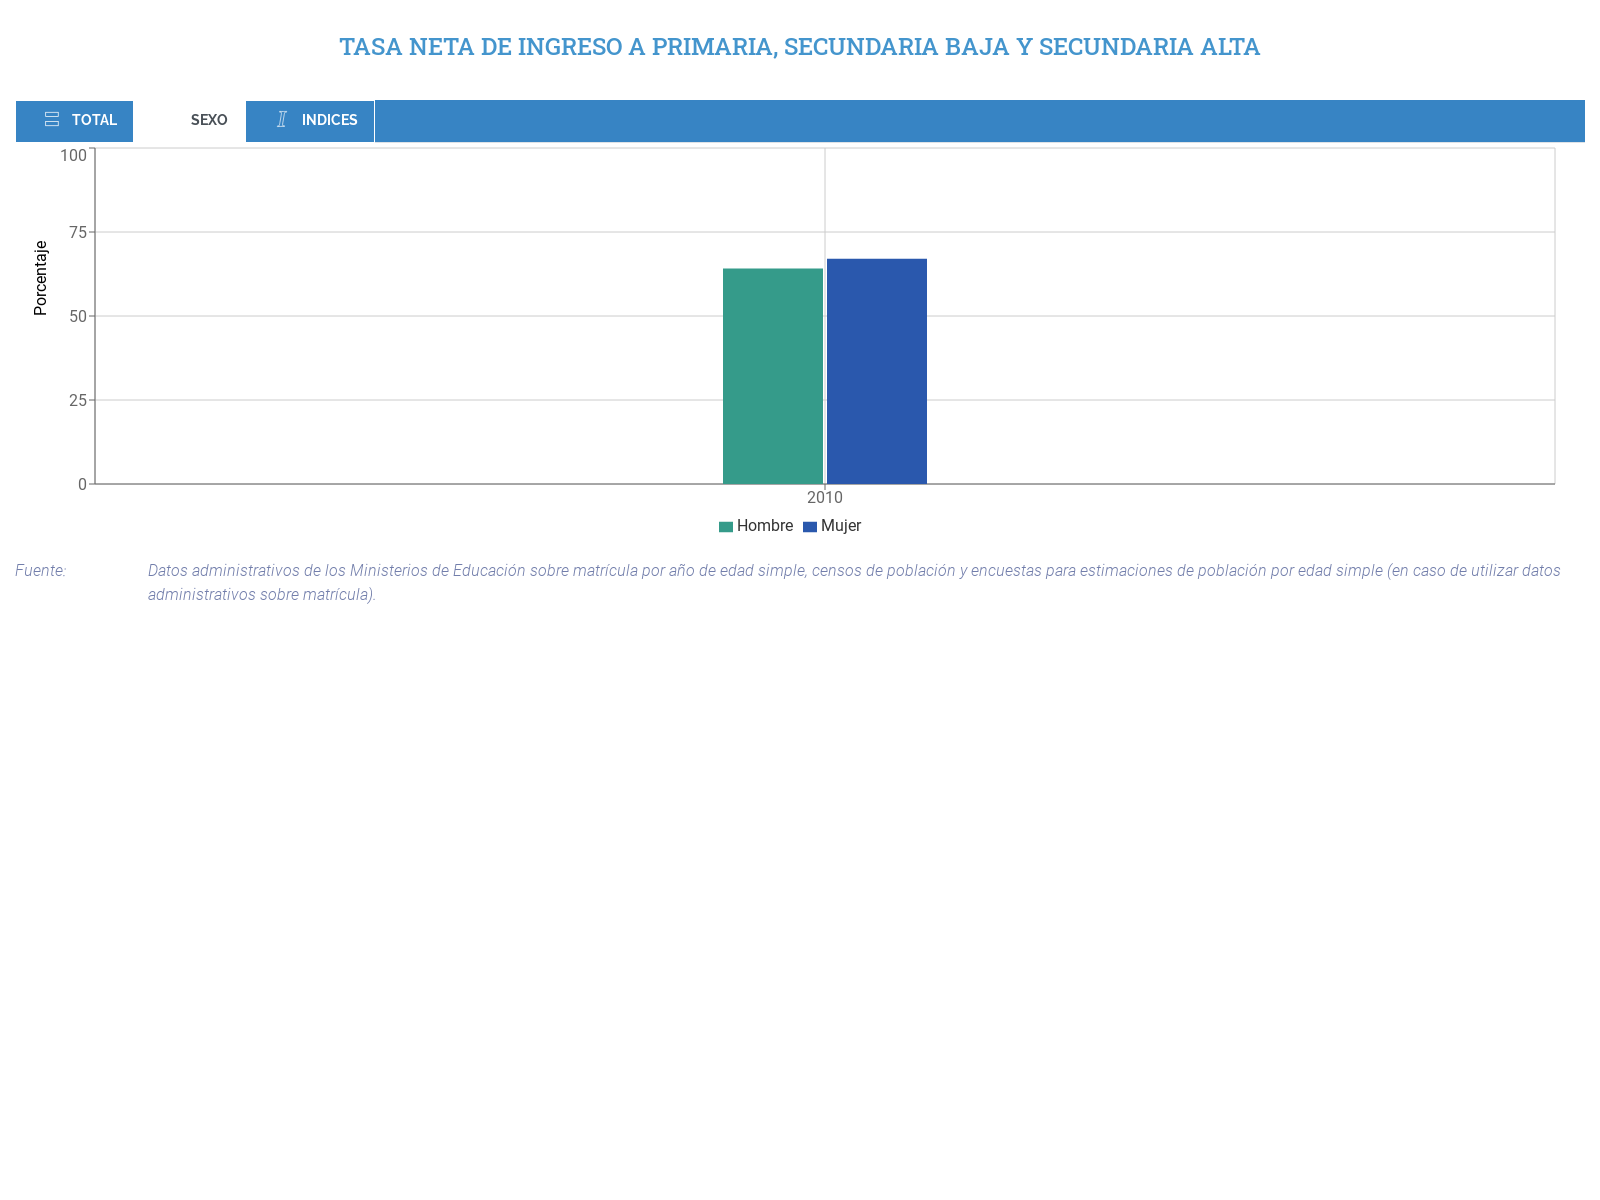 TASA NETA DE INGRESO A PRIMARIA, SECUNDARIA BAJA Y SECUNDARIA ALTA
TOTAL SEXO INDICES
100
75
50
25
0
Porcentaje
2010
Hombre Mujer
Fuente: Datos administrativos de los Ministerios de Educación sobre matrícula por año de edad simple, censos de población y encuestas para estimaciones de población por edad simple (en caso de utilizar datos
administrativos sobre matrícula).